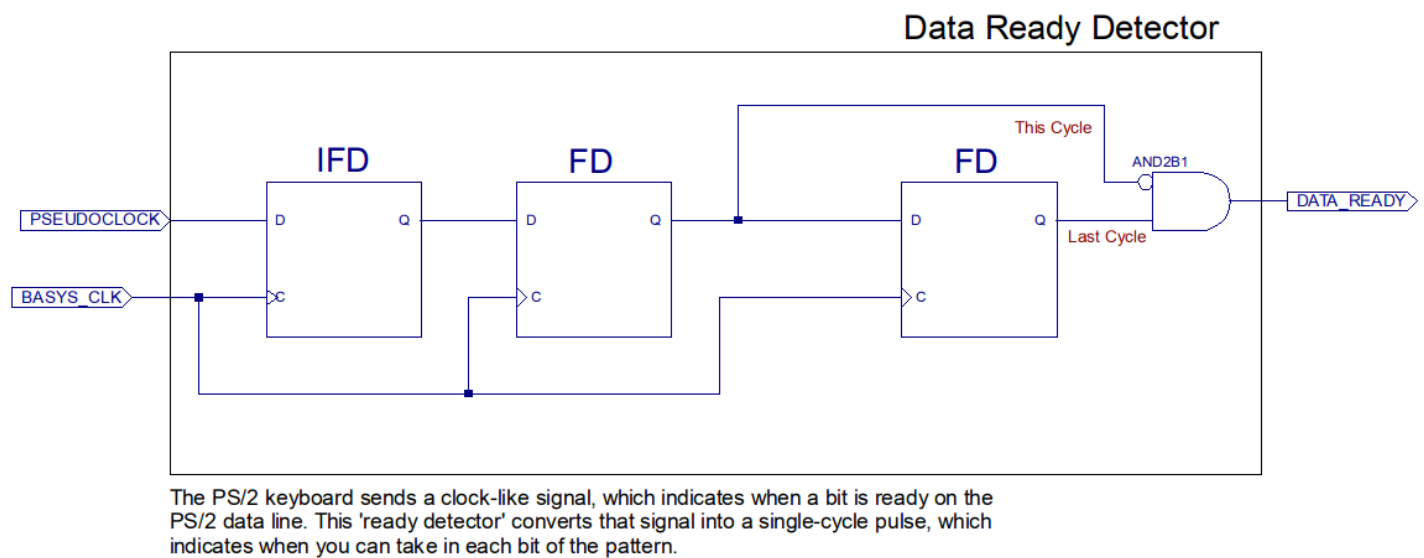 Data Ready Detector
This Cycle
IFD
FD
FD
AND2B1
PSEUDOCLOCK
D
Q
D
Q
D
Q
DATA_READY
Last Cycle
BASYS_CLK
C
C
C
The PS/2 keyboard sends a clock-like signal, which indicates when a bit is ready on the
PS/2 data line. This 'ready detector' converts that signal into a single-cycle pulse, which
indicates when you can take in each bit of the pattern.